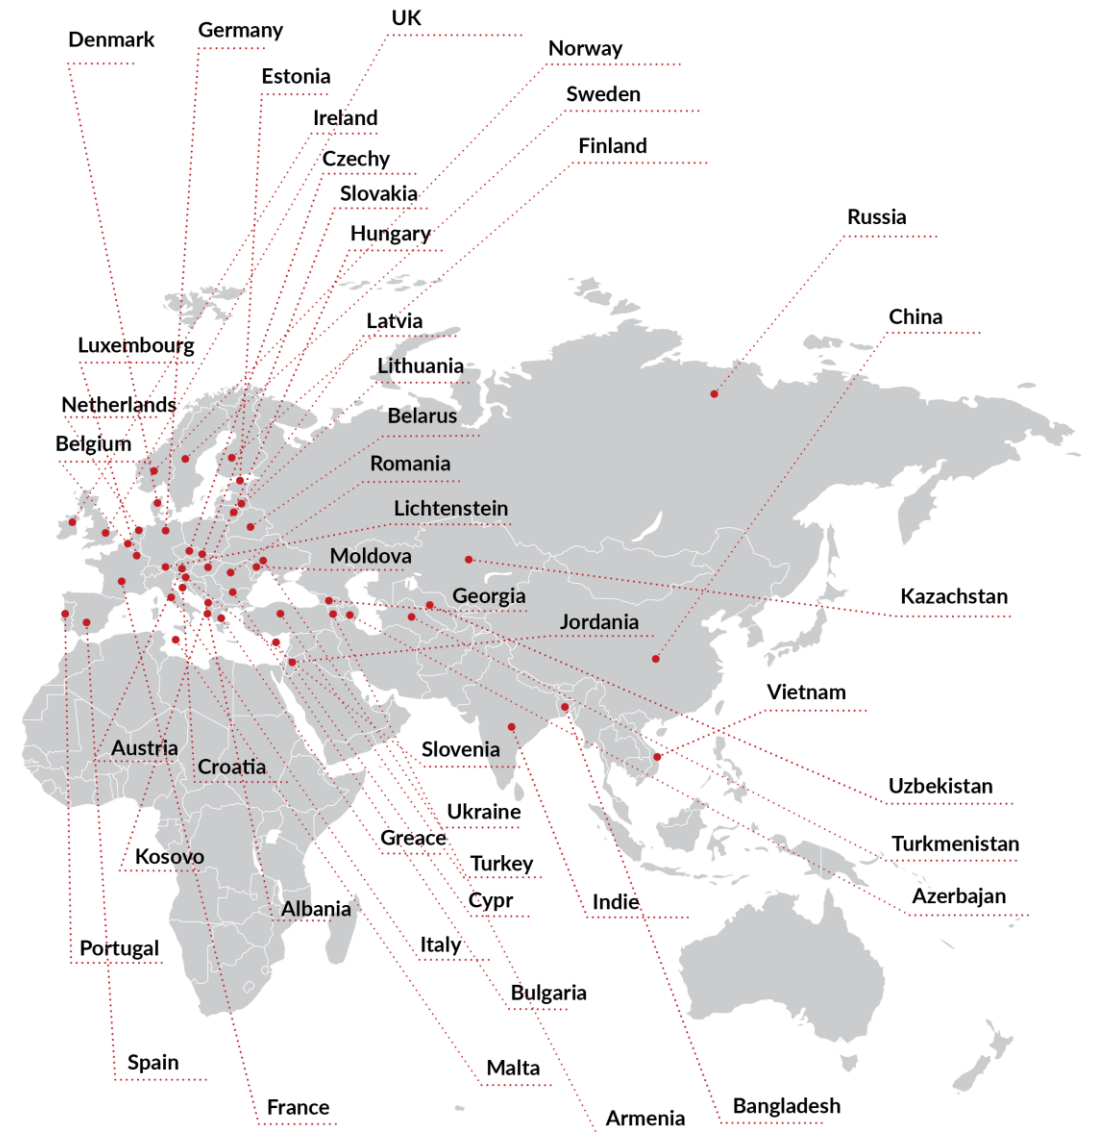 UK
Germany
Denmark
Norway
Estonia
Sweden
Ireland
Finland
Czechy
Slovakia
Russia
Hungary
China
Latvia
Luxembourg
Lithuania
Netherlands
Belarus
Belgium
Romania
Lichtenstein
Moldova
Georgia
Kazachstan
Jordania
Vietnam
Austria
Slovenia
Croatia
Uzbekistan
Ukraine
Greace
Turkmenistan
Kosovo
Turkey
Azerbajan
Cypr
Indie
Albania
Portugal
Italy
Bulgaria
Spain
Malta
France
Bangladesh
Armenia